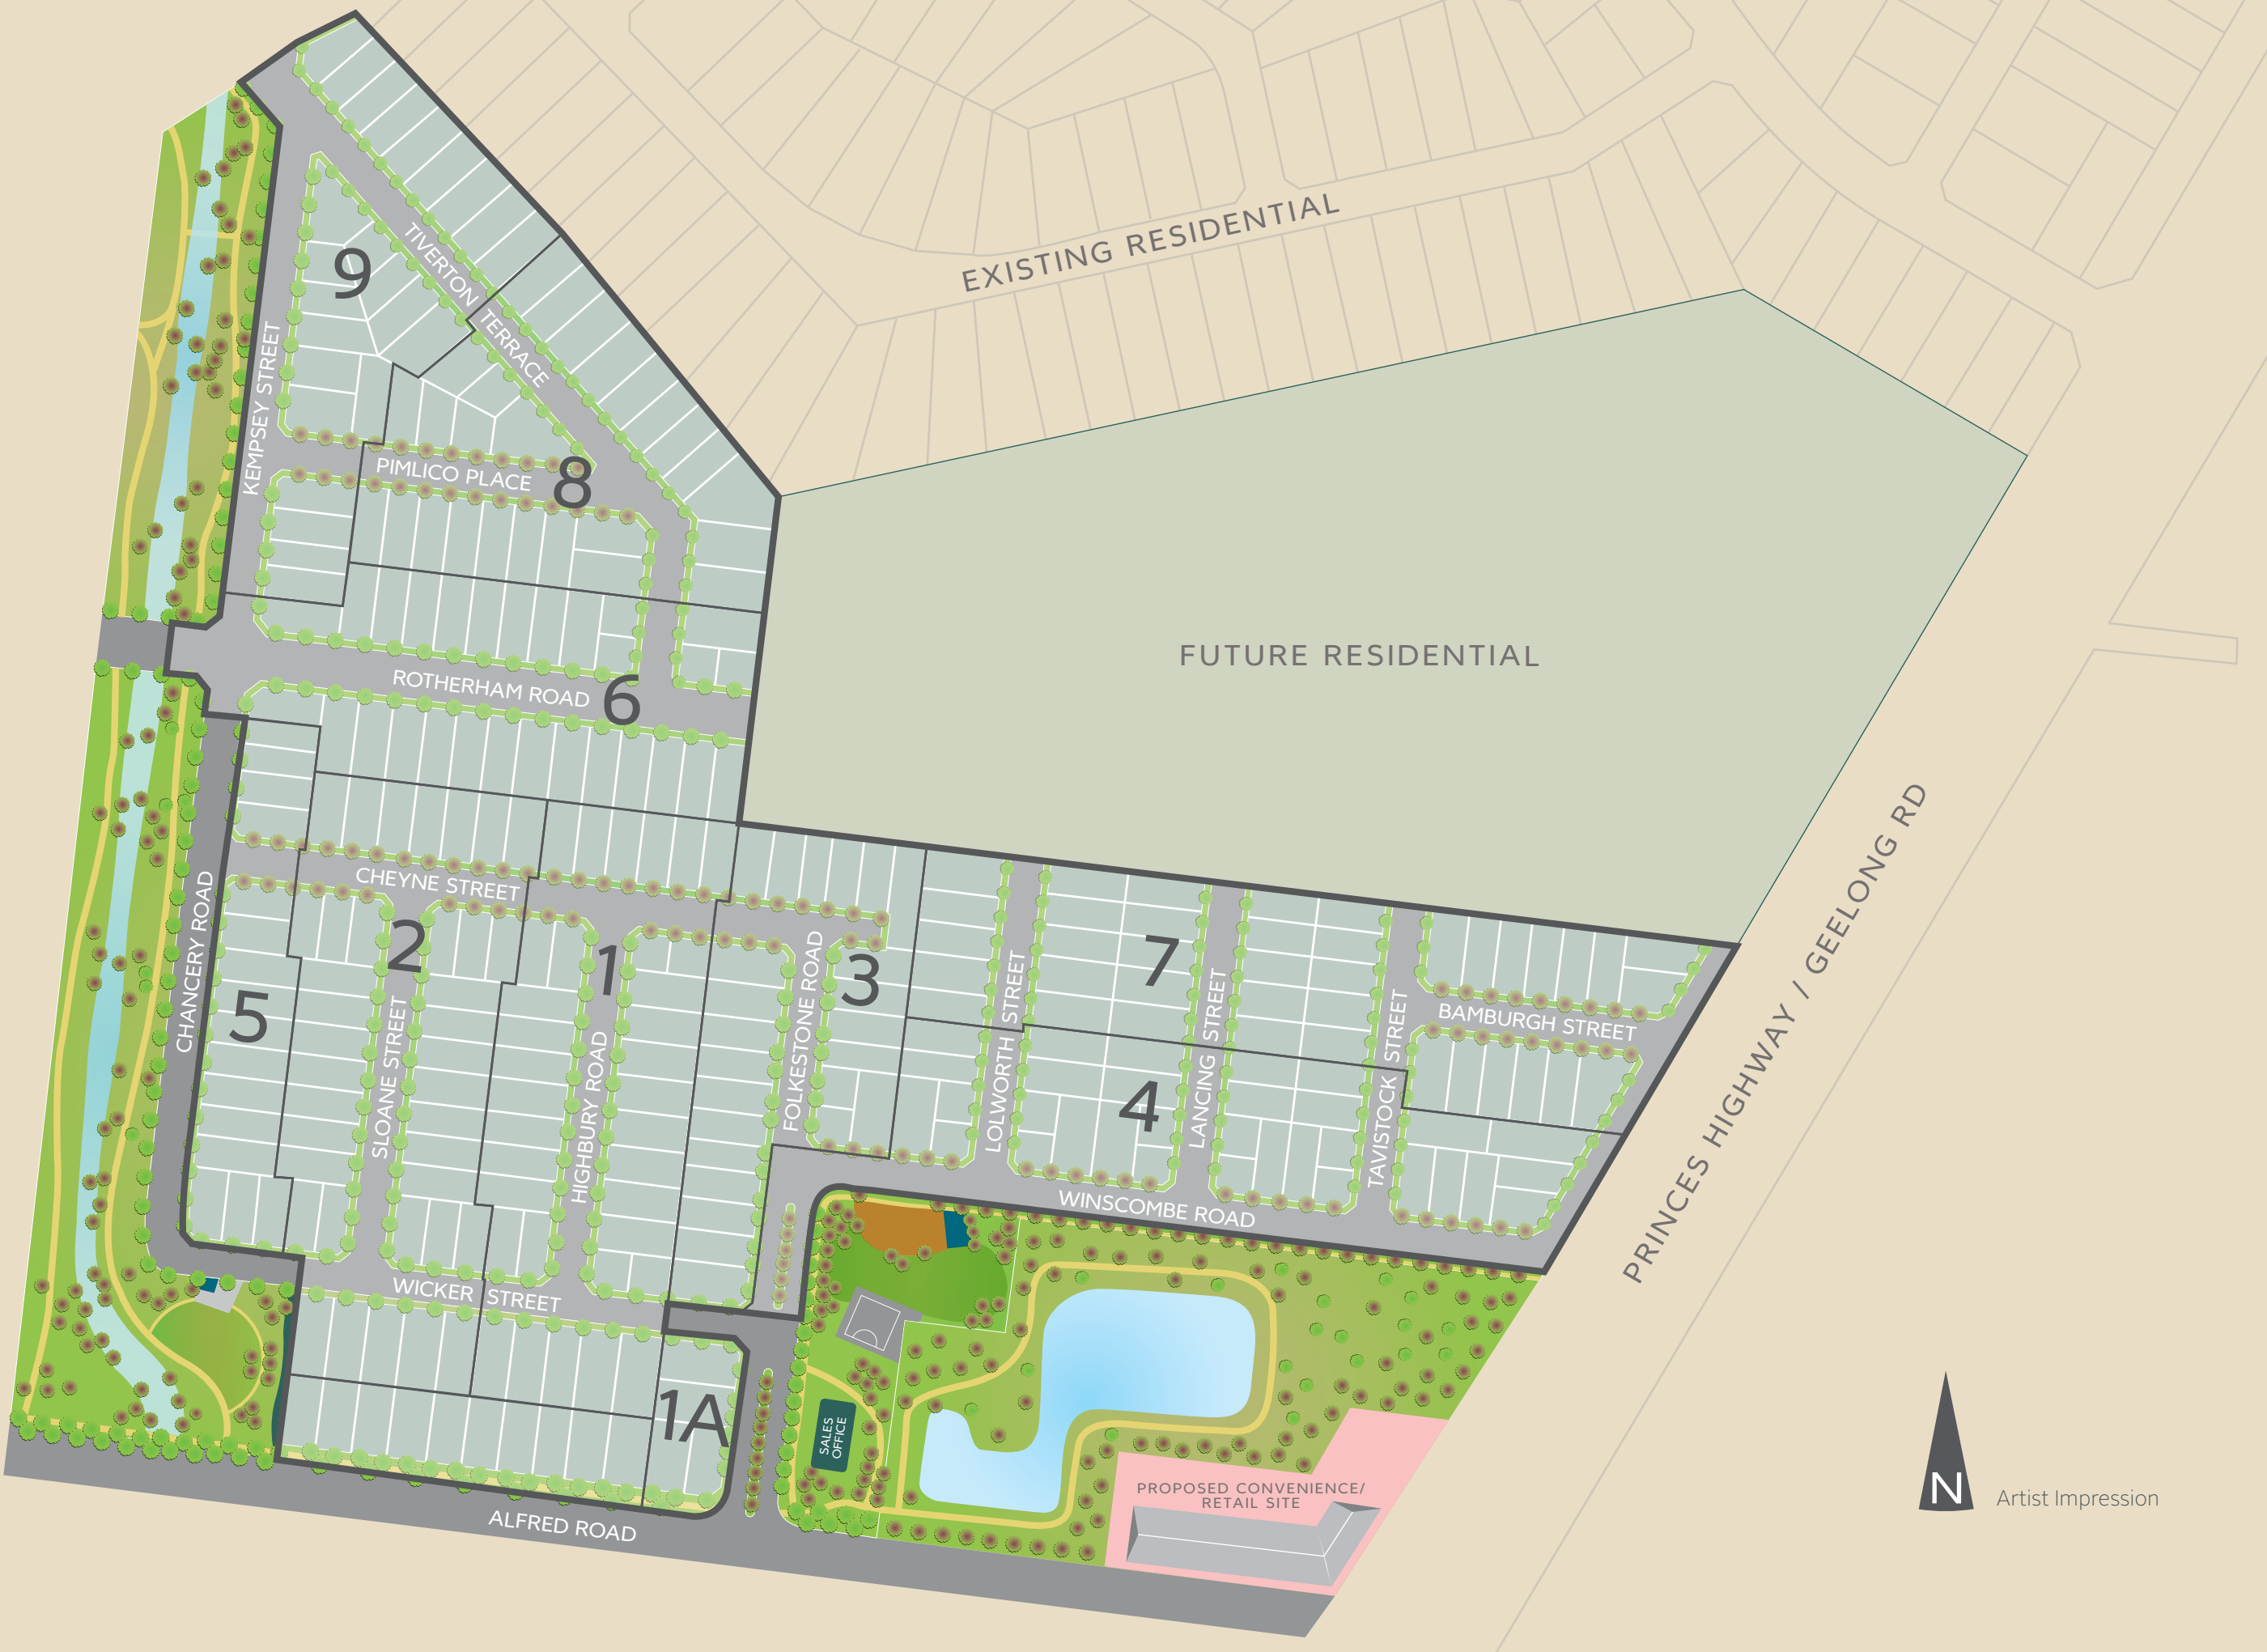 EXISTING RESIDENTIAL
TIVERTON TERRACE
9
KEMPSEY STREET
PIMLICO PLACE
8
FUTURE RESIDENTIAL
ROTHERHAM ROAD
6
CHEYNE STREET
CHANCERY ROAD
5
2
SLOANE STREET
1
HIGHBURY ROAD
FOLKESTONE ROAD
3
LOLWORTH STREET
7
4
LANCING STREET
TAVISTOCK STREET
BAMBURGH STREET
PRINCES HIGHWAY / GEELONG RD
WINSCOMBE ROAD
WICKER STREET
1A
SALES
OFFICE
PROPOSED CONVENIENCE/
RETAIL SITE
ALFRED ROAD
N
Artist Impression